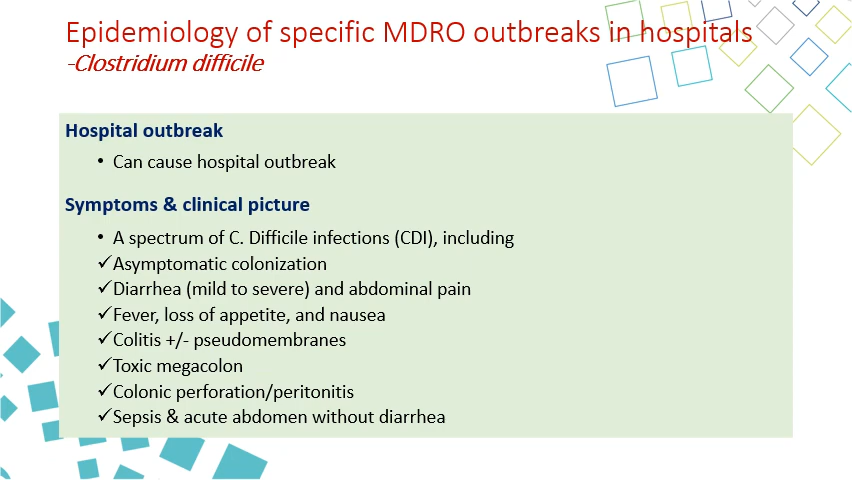 Epidemiology of specific MDRO outbreaks in hospitals
-Clostridium difficile
Hospital outbreak
• Can cause hospital outbreak
Symptoms & clinical picture
• A spectrum of C. Difficile infections (CDI), including
✓Asymptomatic colonization
✓Diarrhea (mild to severe) and abdominal pain
✓Fever, loss of appetite, and nausea
✓Colitis +/- pseudomembranes
✓Toxic megacolon
✓Colonic perforation/peritonitis
✓Sepsis & acute abdomen without diarrhea